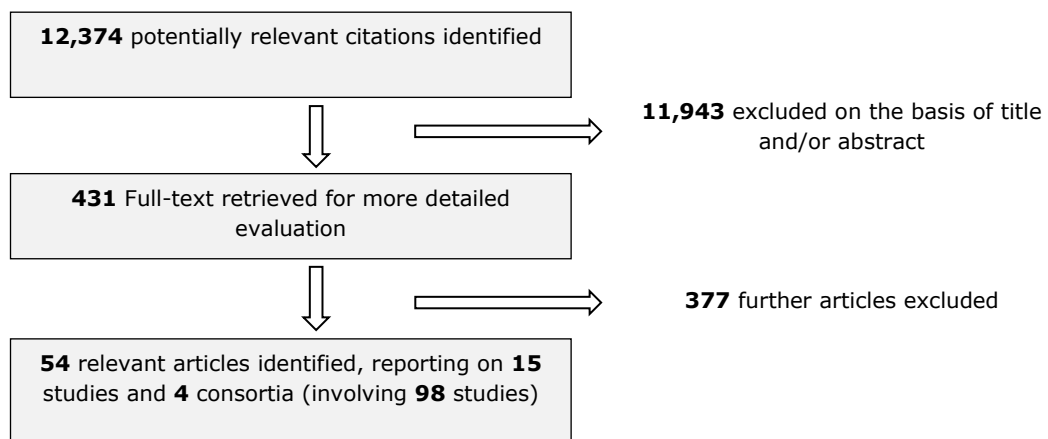 12,374 potentially relevant citations identified
11,943 excluded on the basis of title
and/or abstract
431 Full-text retrieved for more detailed
evaluation
377 further articles excluded
54 relevant articles identified, reporting on 15
studies and 4 consortia (involving 98 studies)